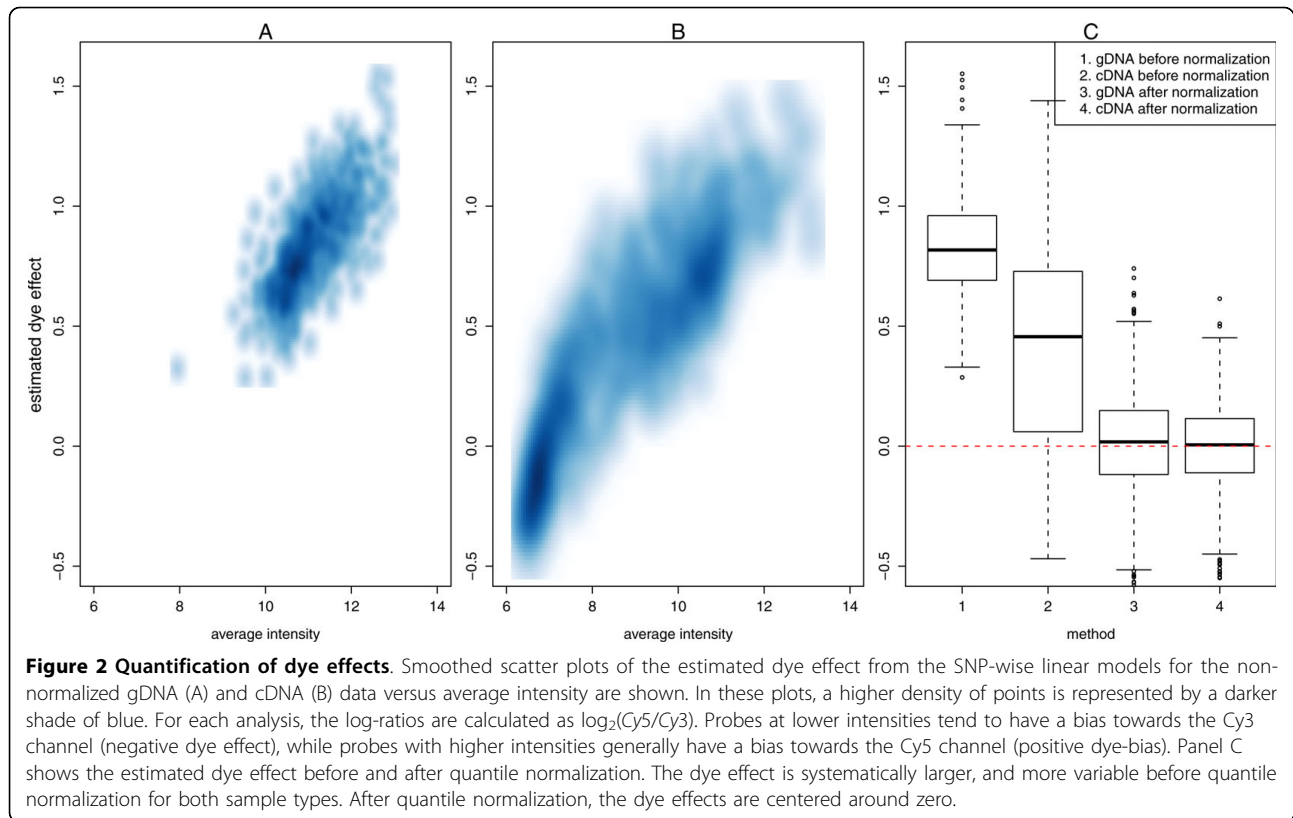 A
B
C
estimated dye effect
−0.5
0.0
0.5
1.0
1.5
6
8
10
12
14
average intensity
−0.5
0.0
0.5
1.0
1.5
6
8
10
12
14
average intensity
1. gDNA before normalization
2. cDNA before normalization
3. gDNA after normalization
4. cDNA after normalization
−0.5
0.0
0.5
1.0
1.5
1
2
3
4
method
Figure 2 Quantification of dye effects. Smoothed scatter plots of the estimated dye effect from the SNP-wise linear models for the non-
normalized gDNA (A) and cDNA (B) data versus average intensity are shown. In these plots, a higher density of points is represented by a darker
shade of blue. For each analysis, the log-ratios are calculated as log₂(Cy5/Cy3). Probes at lower intensities tend to have a bias towards the Cy3
channel (negative dye effect), while probes with higher intensities generally have a bias towards the Cy5 channel (positive dye-bias). Panel C
shows the estimated dye effect before and after quantile normalization. The dye effect is systematically larger, and more variable before quantile
normalization for both sample types. After quantile normalization, the dye effects are centered around zero.